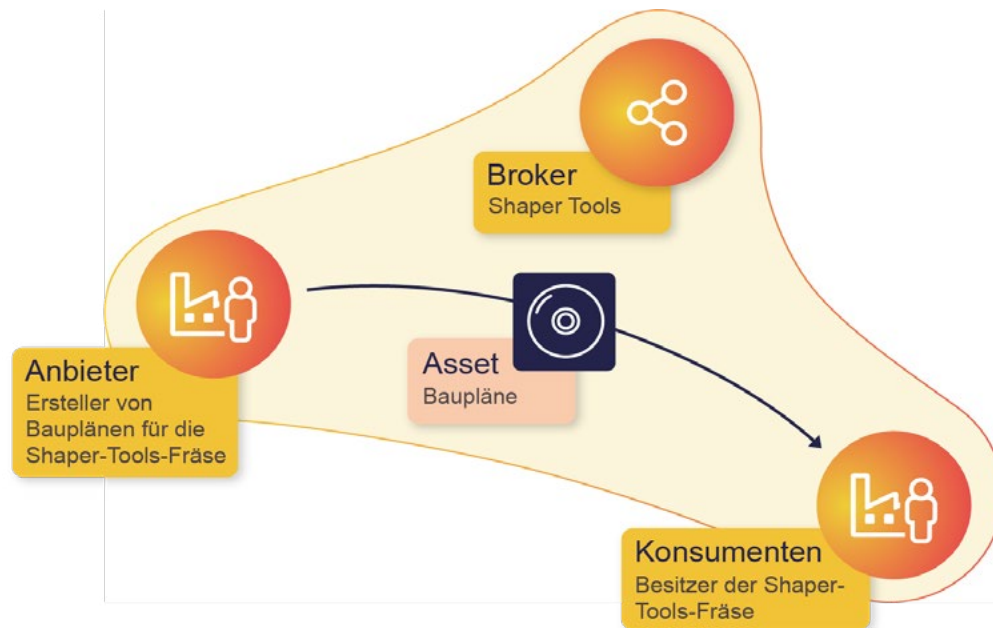 Broker
Shaper Tools
Anbieter
Ersteller von
Bauplänen für die
Shaper-Tools-Fräse
Asset
Baupläne
Konsumenten
Besitzer der Shaper-
Tools-Fräse